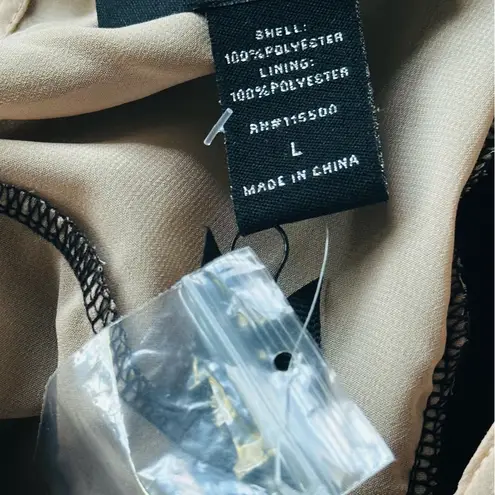 SHELL:
100%POLYESTER
LINING:
100%POLYESTER
RN#115500
L
MADE IN CHINA